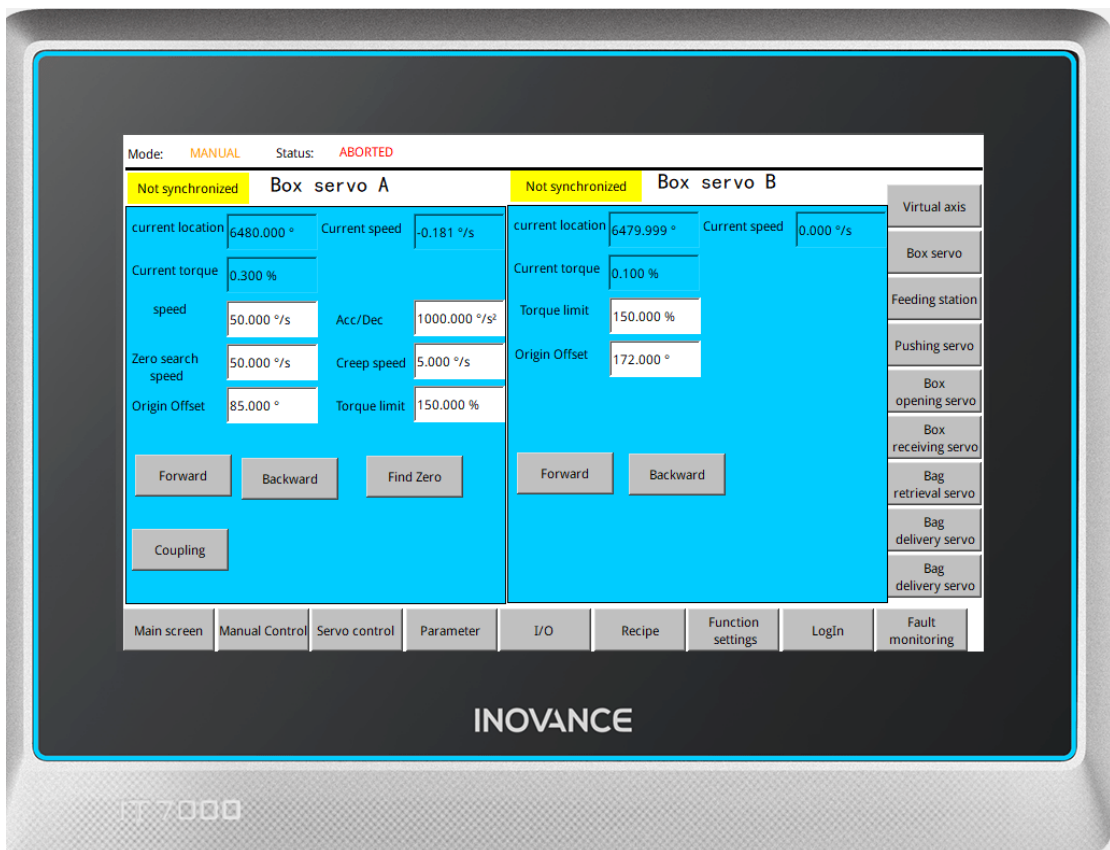 Mode: MANUAL Status: ABORTED
Not synchronized Box servo A
current location 6480.000 ° Current speed -0.181 °/s
Current torque 0.300 %
speed 50.000 °/s Acc/Dec 1000.000 °/s²
Zero search
speed
50.000 °/s Creep speed 5.000 °/s
Origin Offset 85.000 ° Torque limit 150.000 %
Forward Backward Find Zero
Coupling
Not synchronized Box servo B
current location 6479.999 ° Current speed 0.000 °/s
Current torque 0.100 %
Torque limit 150.000 %
Origin Offset 172.000 °
Forward Backward
Virtual axis
Box servo
Feeding station
Pushing servo
Box
opening servo
Box
receiving servo
Bag
retrieval servo
Bag
delivery servo
Bag
delivery servo
Main screen
Manual Control
Servo control
Parameter
I/O
Recipe
Function
settings
LogIn
Fault
monitoring
INOVANCE
IT7000